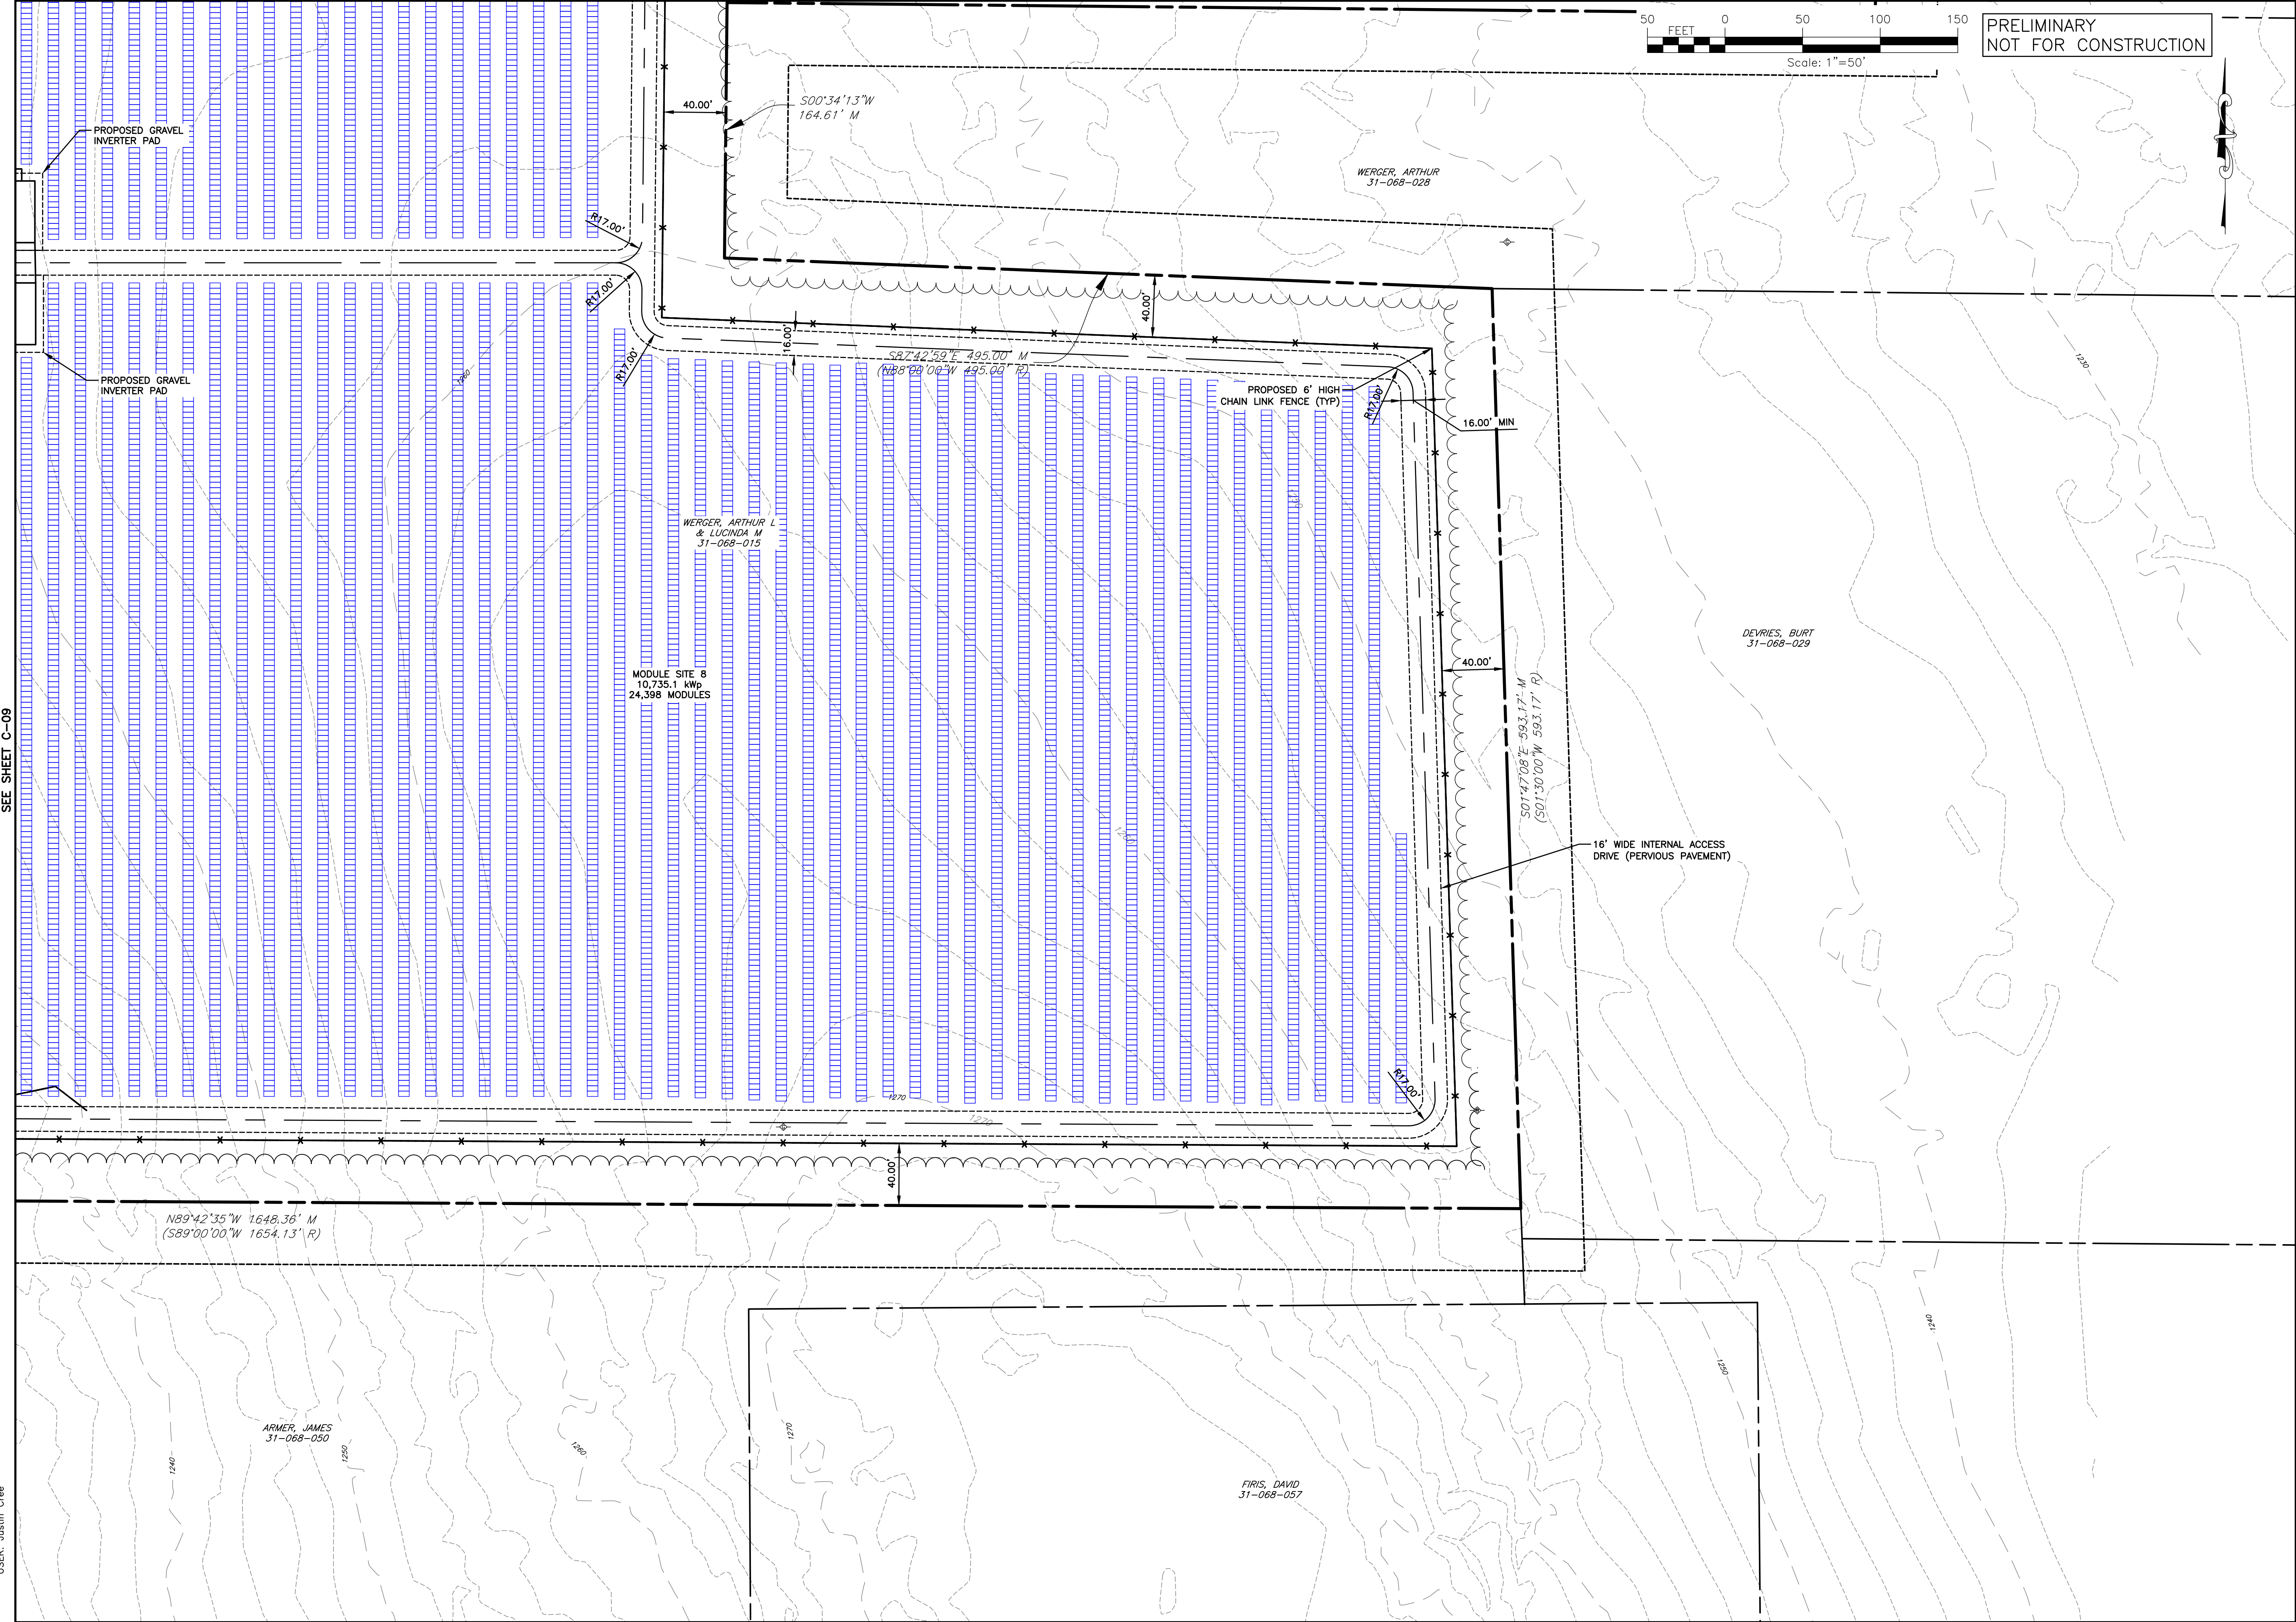 50 0 50 100 150
FEET
Scale: 1"=50'
PRELIMINARY
NOT FOR CONSTRUCTION
PROPOSED GRAVEL
INVERTER PAD
40.00'
S00°34'13"W
164.61' M
WERGER, ARTHUR
31-068-028
R17.00'
R17.00'
R17.00'
16.00'
40.00'
S87°42'59"E 495.00' M
(N88°00'00"W 495.00' R)
PROPOSED GRAVEL
INVERTER PAD
1260
PROPOSED 6' HIGH
CHAIN LINK FENCE (TYP)
R17.00'
16.00' MIN
1230
WERGER, ARTHUR L
& LUCINDA M
31-068-015
MODULE SITE 8
10,735.1 kWp
24,398 MODULES
40.00'
DEVRIES, BURT
31-068-029
S01°47'08"E 593.17' M
(S01°30'00"W 593.17' R)
SEE SHEET C-09
1260
16' WIDE INTERNAL ACCESS
DRIVE (PERVIOUS PAVEMENT)
R17.00'
1270
1270
40.00'
N89°42'35"W 1648.36' M
(S89°00'00"W 1654.13' R)
1240
1250
ARMER, JAMES
31-068-050
1240
1250
1260
1270
FIRIS, DAVID
31-068-057
USER: Justin Cree